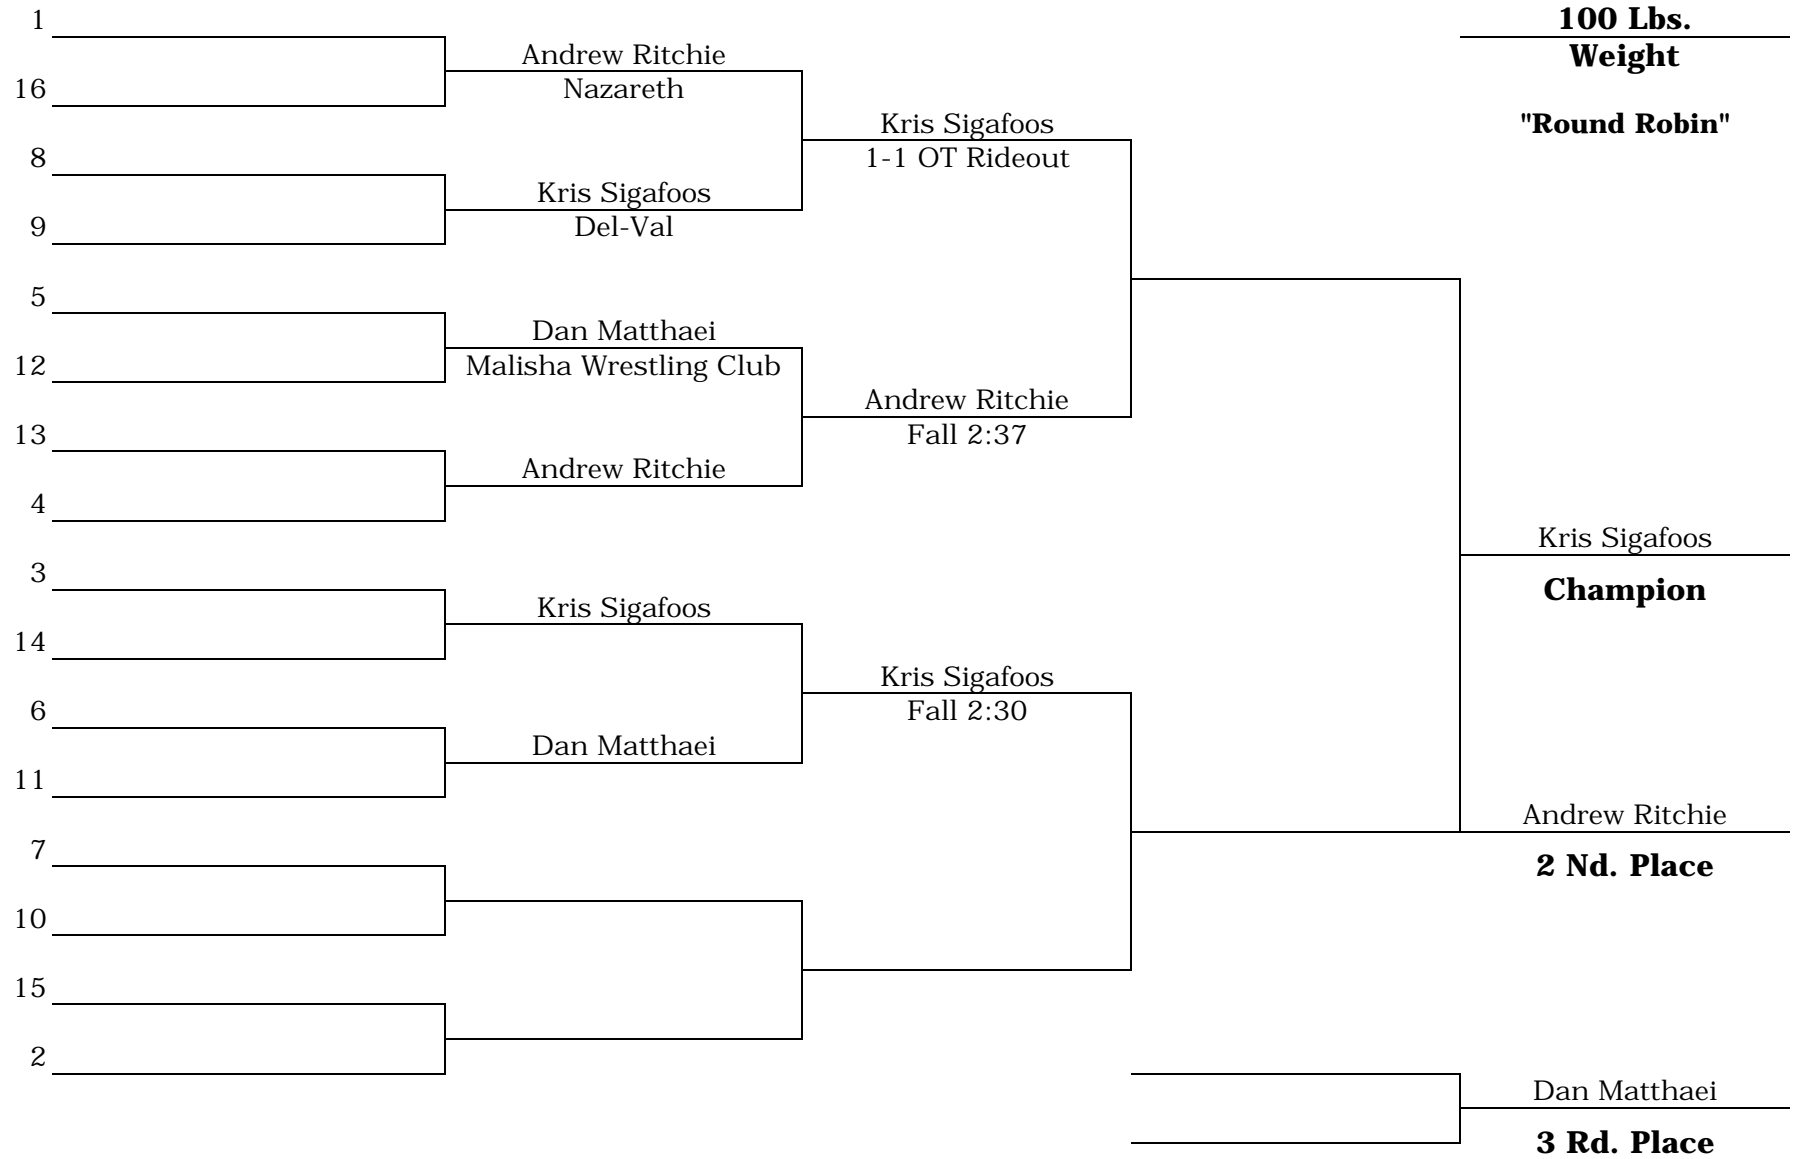 1
16
8
9
5
12
13
4
3
14
6
11
7
10
15
2
Andrew Ritchie
Nazareth
Kris Sigafoos
Del-Val
Dan Matthaei
Malisha Wrestling Club
Andrew Ritchie
Kris Sigafoos
Dan Matthaei
Kris Sigafoos
1-1 OT Rideout
Andrew Ritchie
Fall 2:37
Kris Sigafoos
Fall 2:30
100 Lbs.
Weight
"Round Robin"
Kris Sigafoos
Champion
Andrew Ritchie
2 Nd. Place
Dan Matthaei
3 Rd. Place